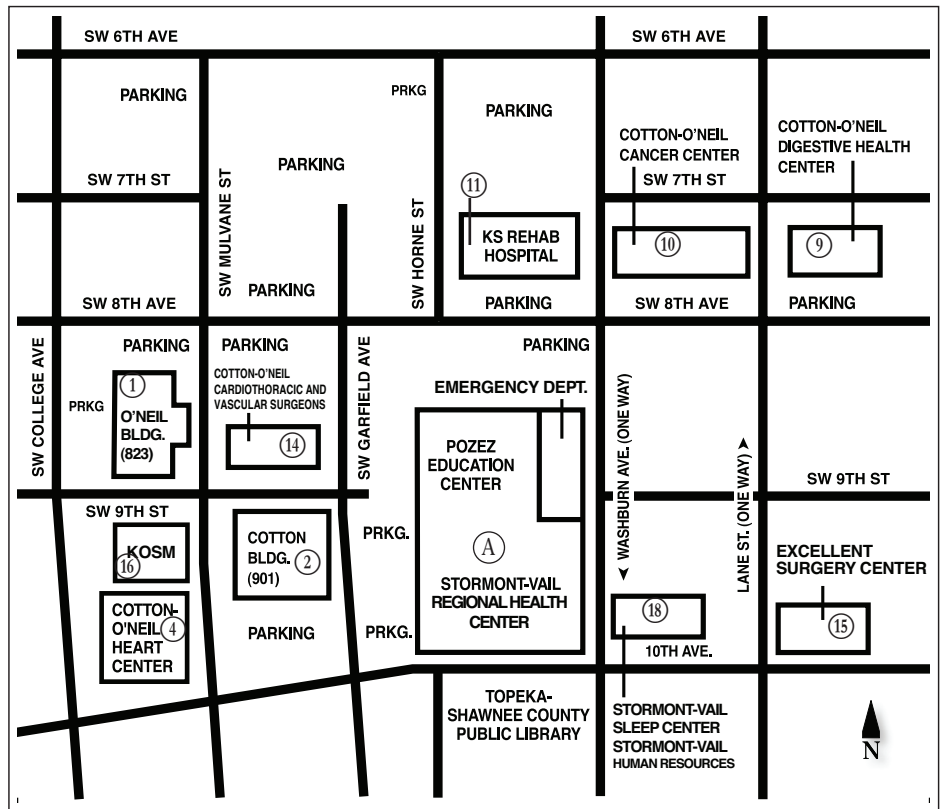 SW 6TH AVE
SW 6TH AVE
PARKING
PRKG
PARKING
COTTON-O'NEIL
CANCER CENTER
COTTON-O'NEIL
DIGESTIVE HEALTH
CENTER
PARKING
SW 7TH ST
SW 7TH ST
SW MULVANE ST
SW HORNE ST
11
KS REHAB
HOSPITAL
10
9
PARKING
SW 8TH AVE
PARKING
SW 8TH AVE
PARKING
SW COLLEGE AVE
PARKING
PARKING
SW GARFIELD AVE
PARKING
1
PRKG
O'NEIL
BLDG.
(823)
COTTON-O'NEIL
CARDIOTHORACIC AND
VASCULAR SURGEONS
14
EMERGENCY DEPT.
POZEZ
EDUCATION
CENTER
WASHBURN AVE. (ONE WAY)
LANE ST. (ONE WAY)
SW 9TH ST
SW 9TH ST
KOSM
16
COTTON
BLDG.
(901)
2
PRKG.
A
STORMONT-VAIL
REGIONAL HEALTH
CENTER
EXCELLENT
SURGERY CENTER
COTTON-
O'NEIL
HEART
CENTER
4
PARKING
PRKG.
18
15
10TH AVE.
TOPEKA-
SHAWNEE COUNTY
PUBLIC LIBRARY
STORMONT-VAIL
SLEEP CENTER
STORMONT-VAIL
HUMAN RESOURCES
N